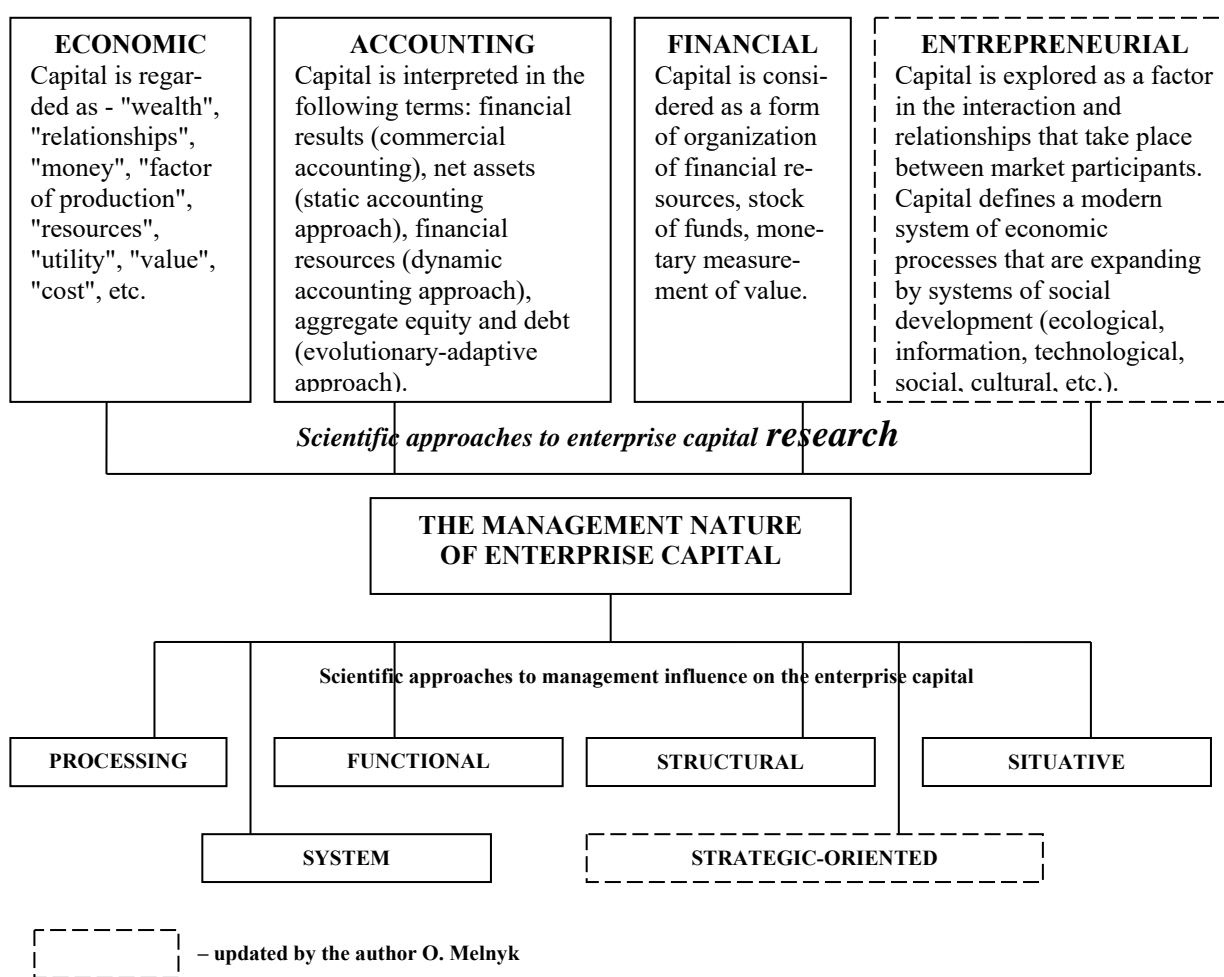 ECONOMIC
Capital is regar-
ded as - "wealth",
"relationships",
"money", "factor
of production",
"resources",
"utility", "value",
"cost", etc.
ACCOUNTING
Capital is interpreted in the
following terms: financial
results (commercial
accounting), net assets
(static accounting
approach), financial
resources (dynamic
accounting approach),
aggregate equity and debt
(evolutionary-adaptive
approach).
FINANCIAL
Capital is consi-
dered as a form
of organization
of financial re-
sources, stock
of funds, mone-
tary measure-
ment of value.
ENTREPRENEURIAL
Capital is explored as a factor
in the interaction and
relationships that take place
between market participants.
Capital defines a modern
system of economic
processes that are expanding
by systems of social
development (ecological,
information, technological,
social, cultural, etc.).
Scientific approaches to enterprise capital research
THE MANAGEMENT NATURE
OF ENTERPRISE CAPITAL
Scientific approaches to management influence on the enterprise capital
PROCESSING
FUNCTIONAL
STRUCTURAL
SITUATIVE
SYSTEM
STRATEGIC-ORIENTED
– updated by the author O. Melnyk